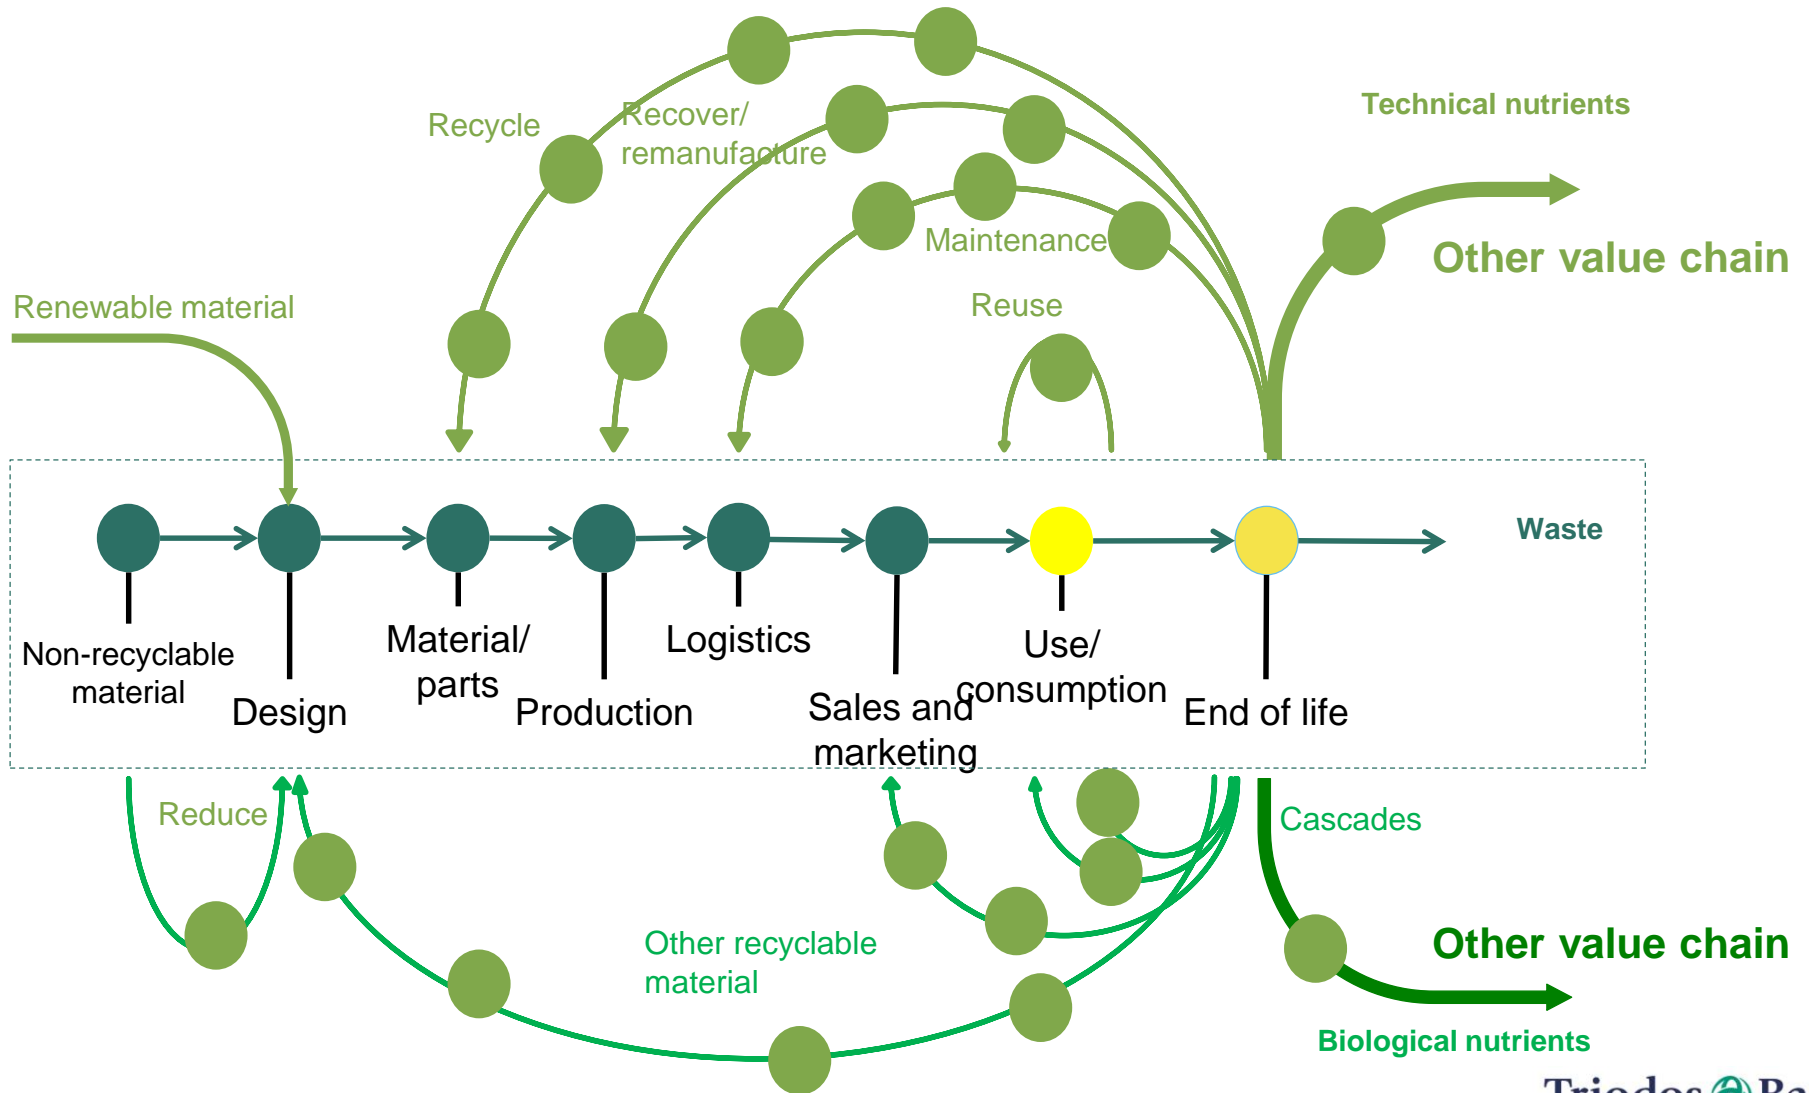 Technical nutrients
Recycle
Recover/
remanufacture
Maintenance
Other value chain
Renewable material
Reuse
Waste
Non-recyclable
material
Design
Material/
parts
Production
Logistics
Sales and
marketing
Use/
consumption
End of life
Reduce
Cascades
Other recyclable
material
Other value chain
Biological nutrients
Triodos